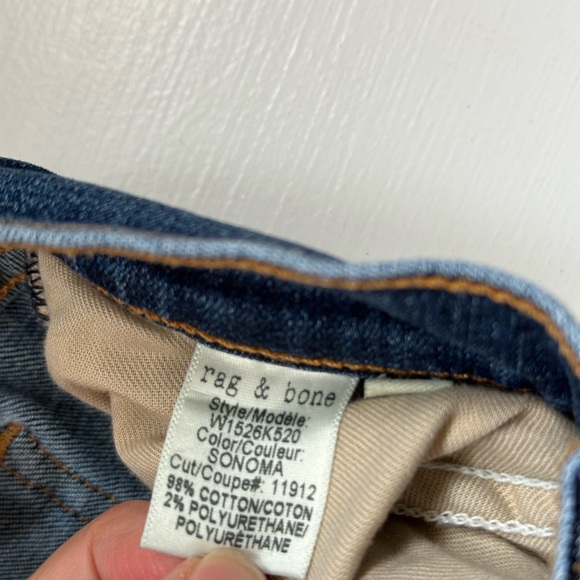 rag & bone
Style/Modèle:
W1526K520
Color/Couleur:
SONOMA
Cut/Coupe#: 11912
98% COTTON/COTON
2% POLYURETHANE/
POLYURÉTHANE